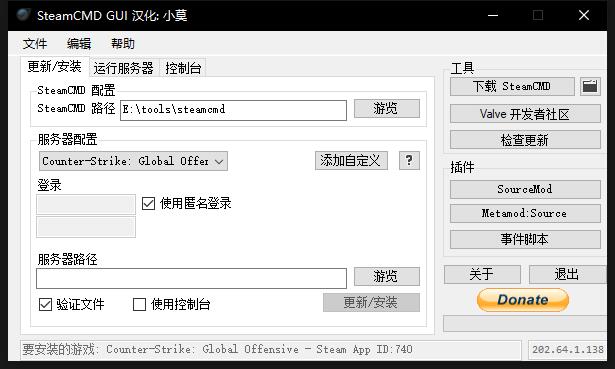 SteamCMD GUI 汉化; 小莫
文件 编辑 帮助
更新/安装 运行服务器 控制台
SteamCMD 配置
SteamCMD 路径 E:\tools\steamcmd 游览
服务器配置
Counter-Strike: Global Offer 添加自定义 ?
登录
使用匿名登录
服务器路径
游览
验证文件 使用控制台 更新/安装
工具
下载 SteamCMD
Valve 开发者社区
检查更新
插件
SourceMod
Metamod:Source
事件脚本
关于 退出
Donate
要安装的游戏: Counter-Strike: Global Offensive - Steam App ID:740 202.64.1.138